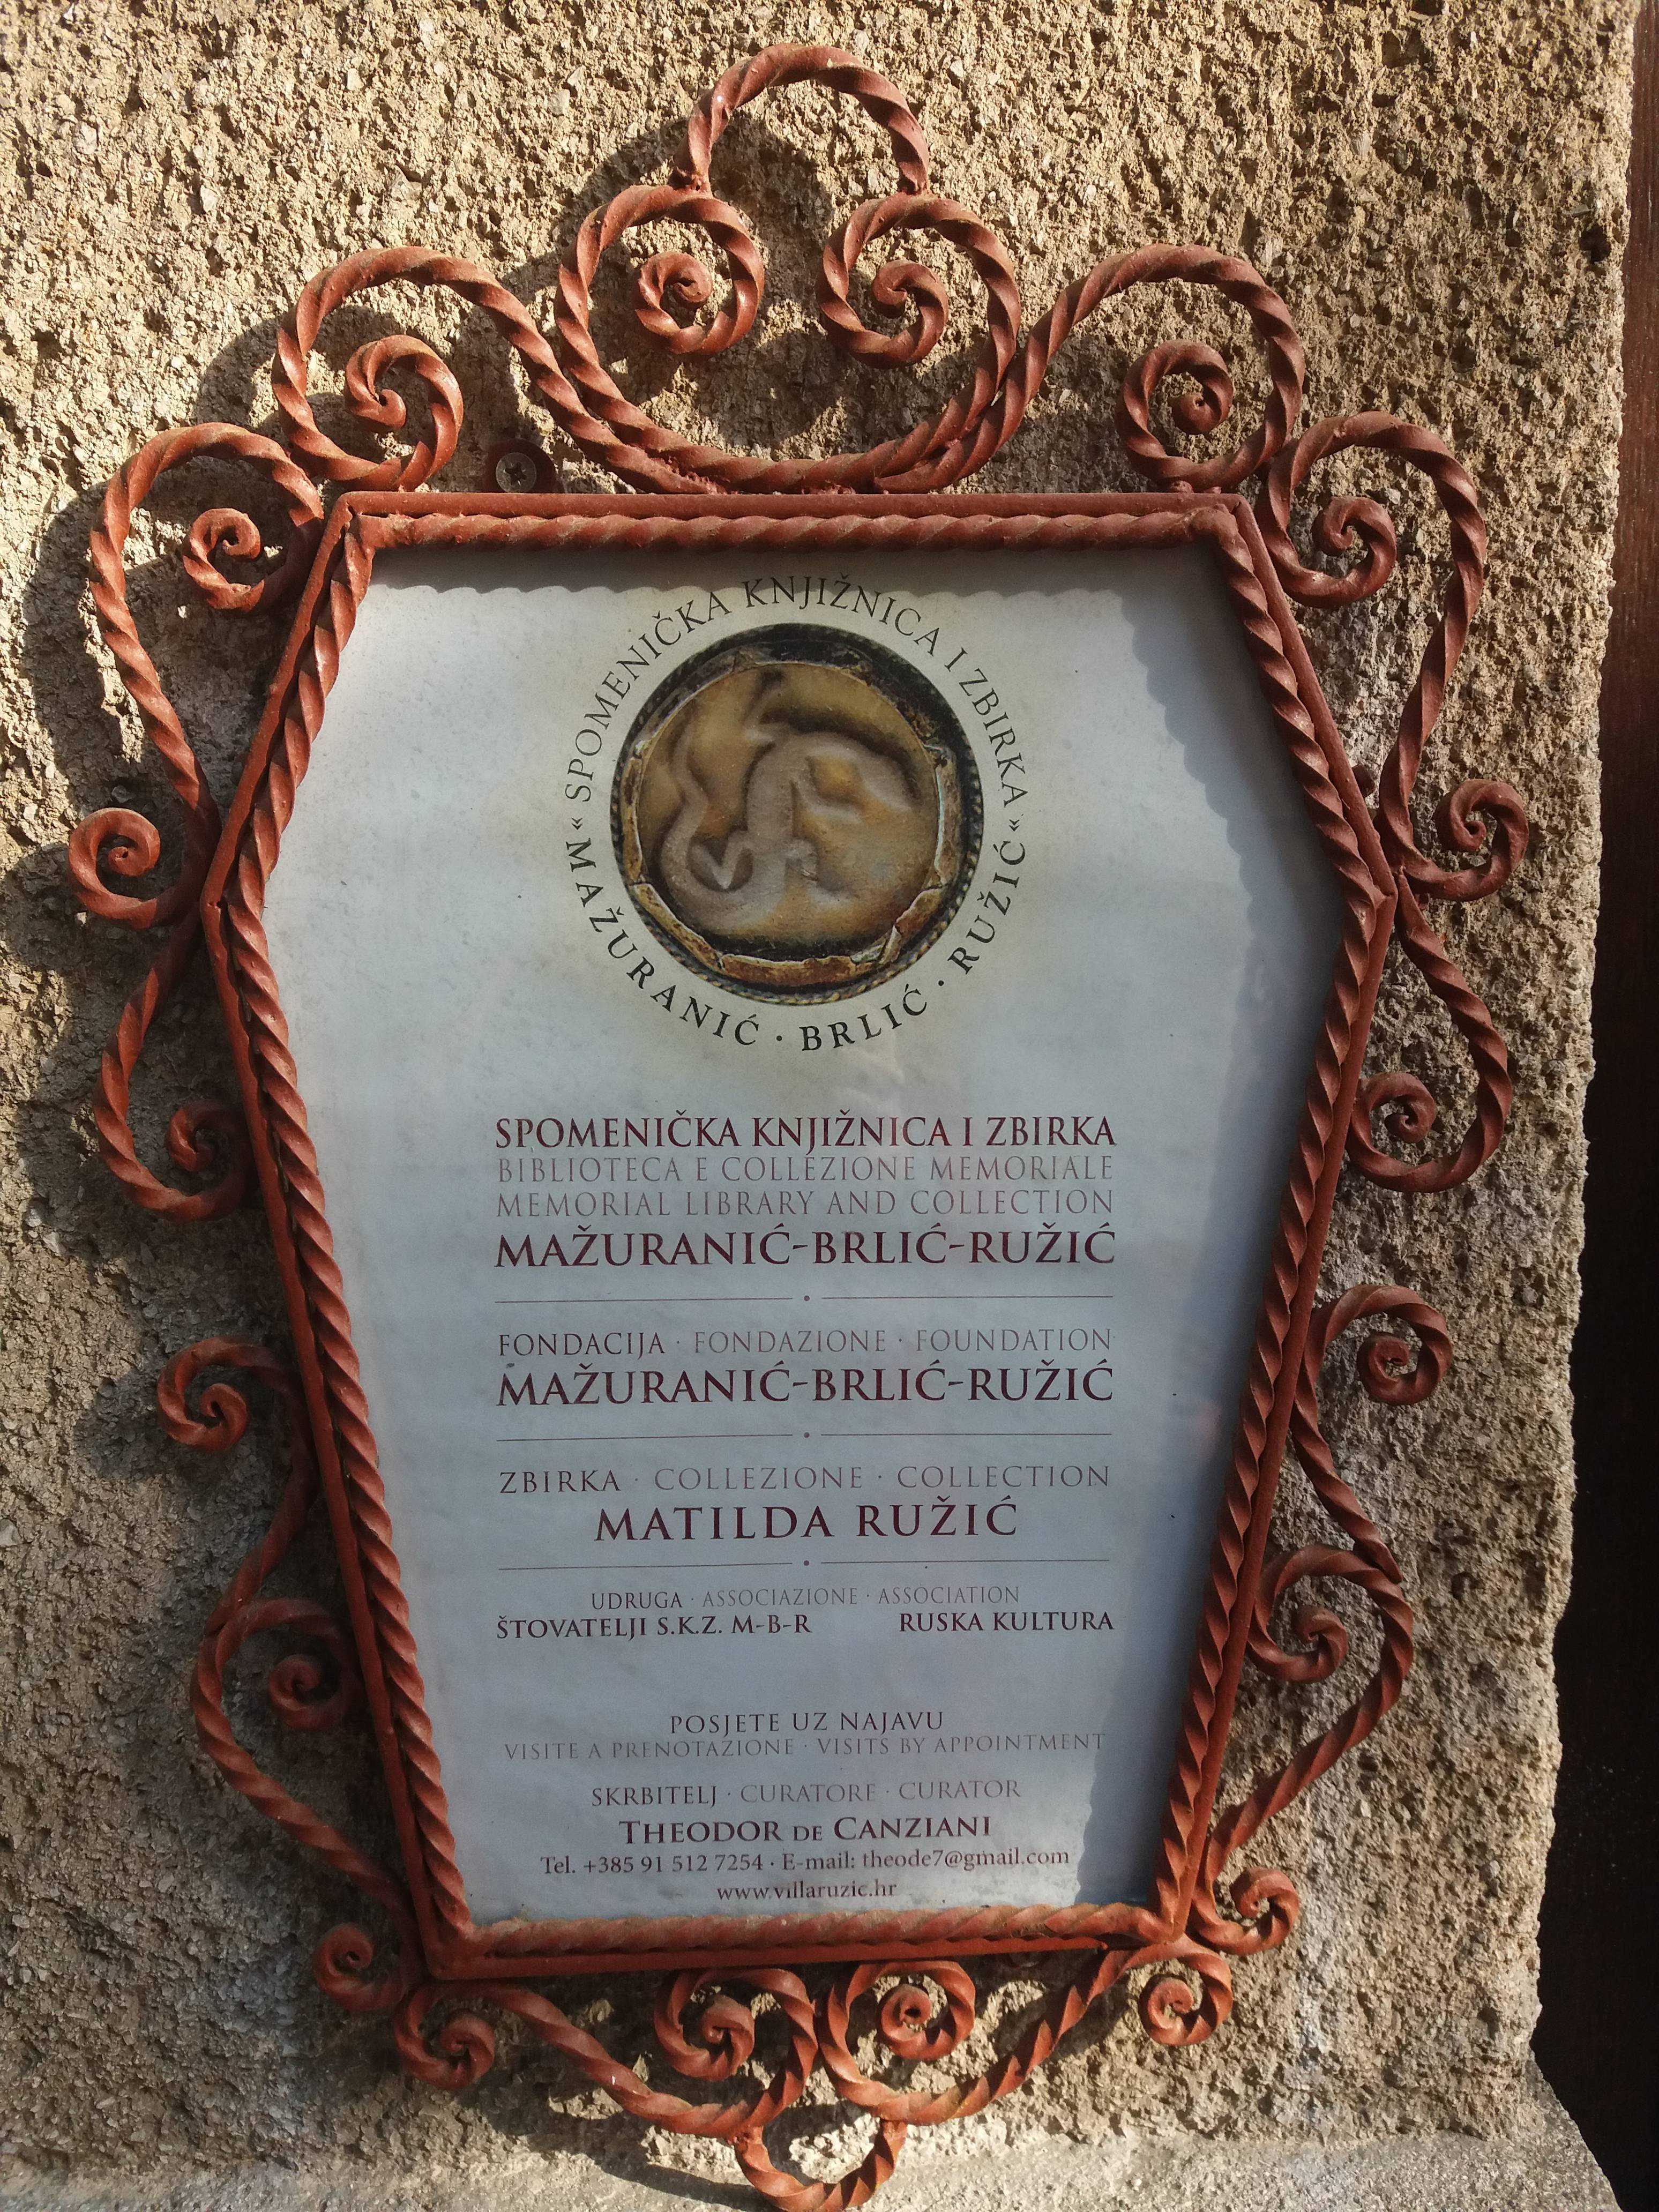 « SPOMENIČKA KNJIŽNICA I ZBIRKA »
MAŽURANIĆ · BRLIĆ · RUŽIĆ
SPOMENIČKA KNJIŽNICA I ZBIRKA
BIBLIOTECA E COLLEZIONE MEMORIALE
MEMORIAL LIBRARY AND COLLECTION
MAŽURANIĆ-BRLIĆ-RUŽIĆ
FONDACIJA · FONDAZIONE · FOUNDATION
MAŽURANIĆ-BRLIĆ-RUŽIĆ
ZBIRKA · COLLEZIONE · COLLECTION
MATILDA RUŽIĆ
UDRUGA · ASSOCIAZIONE · ASSOCIATION
ŠTOVATELJI S.K.Z. M-B-R RUSKA KULTURA
POSJETE UZ NAJAVU
VISITE A PRENOTAZIONE · VISITS BY APPOINTMENT
SKRBITELJ · CURATORE · CURATOR
THEODOR DE CANZIANI
Tel. +385 91 512 7254 · E-mail: theode7@gmail.com
www.villaruzic.hr